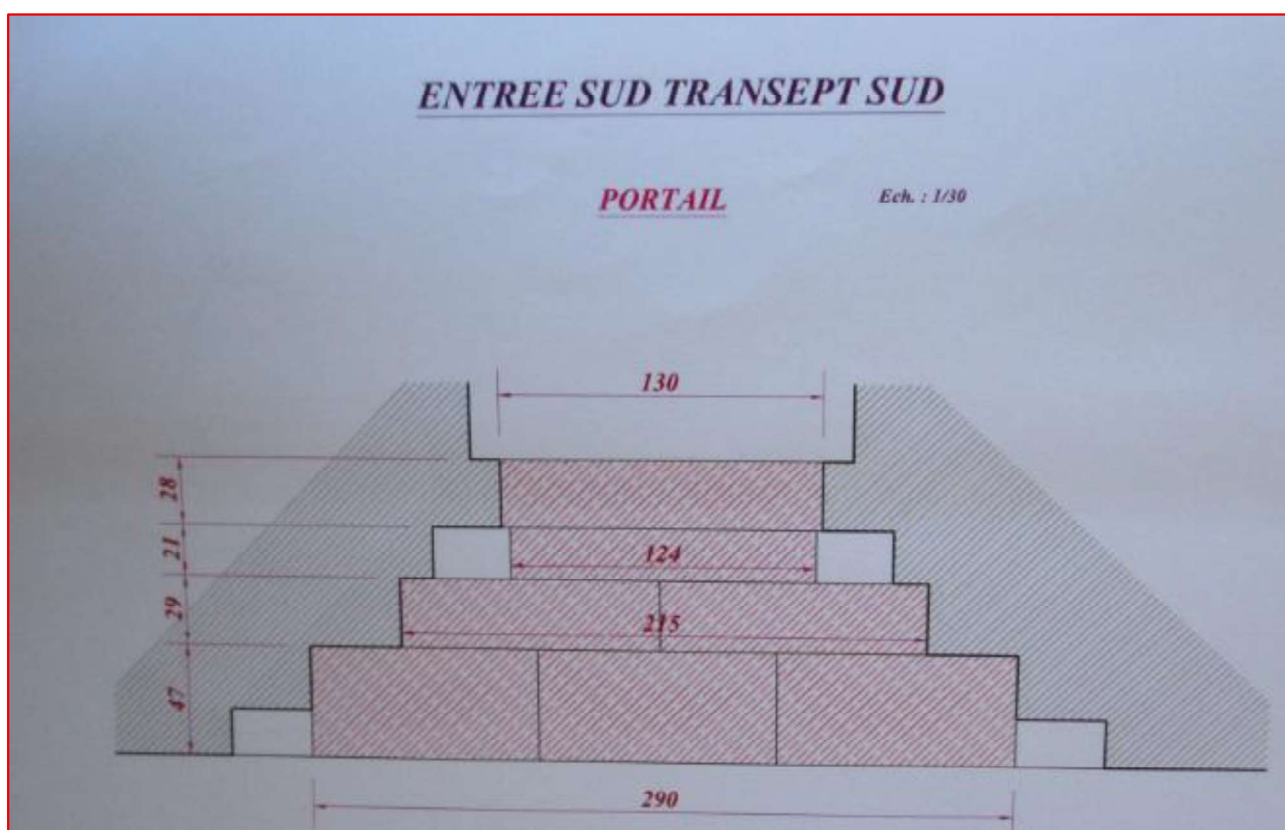 ENTREE SUD TRANSEPT SUD
PORTAIL
Ech. : 1/30
130
28
21
124
29
215
47
290